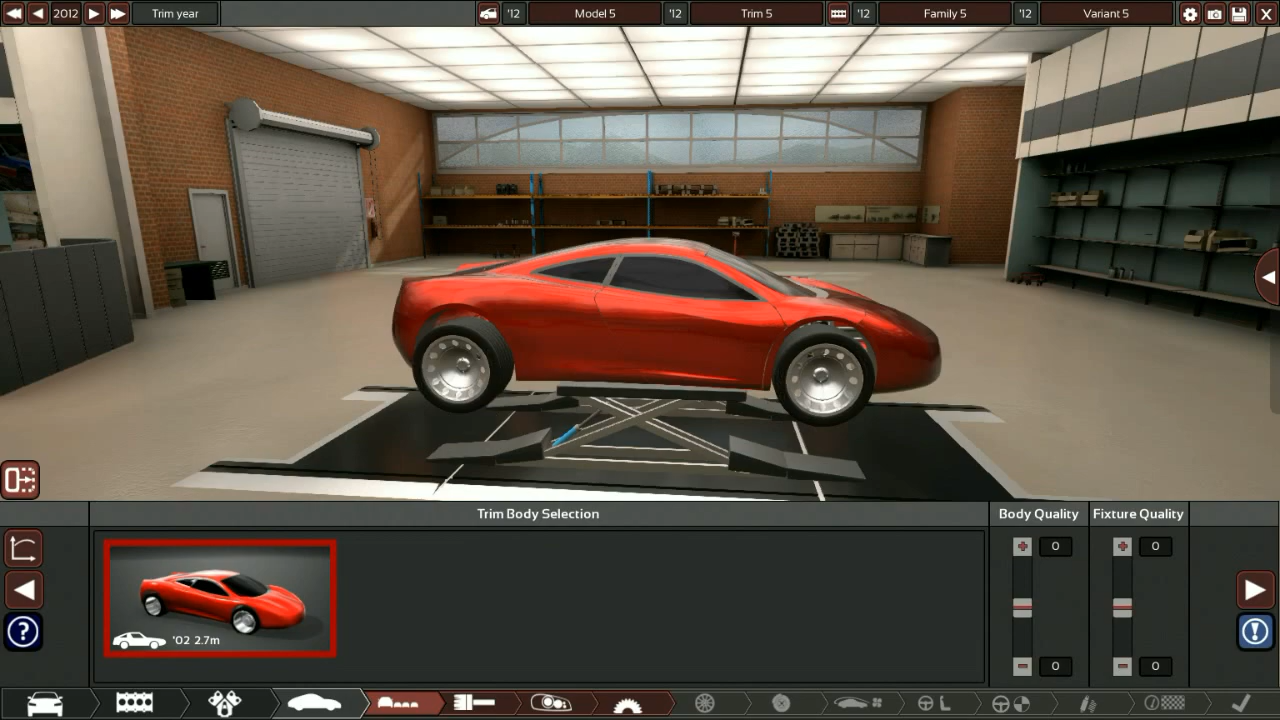 2012 Trim year '12 Model 5 '12 Trim 5 '12 Family 5 '12 Variant 5
Trim Body Selection Body Quality Fixture Quality
0 0
'02 2.7m
0 0